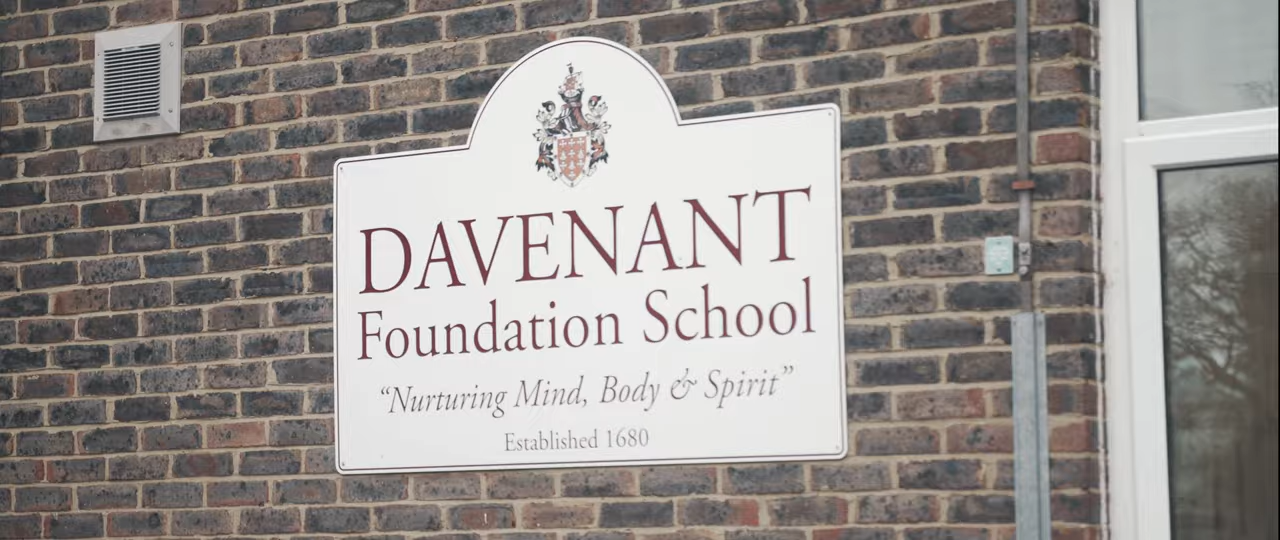 DAVENANT
Foundation School
“Nurturing Mind, Body & Spirit”
Established 1680